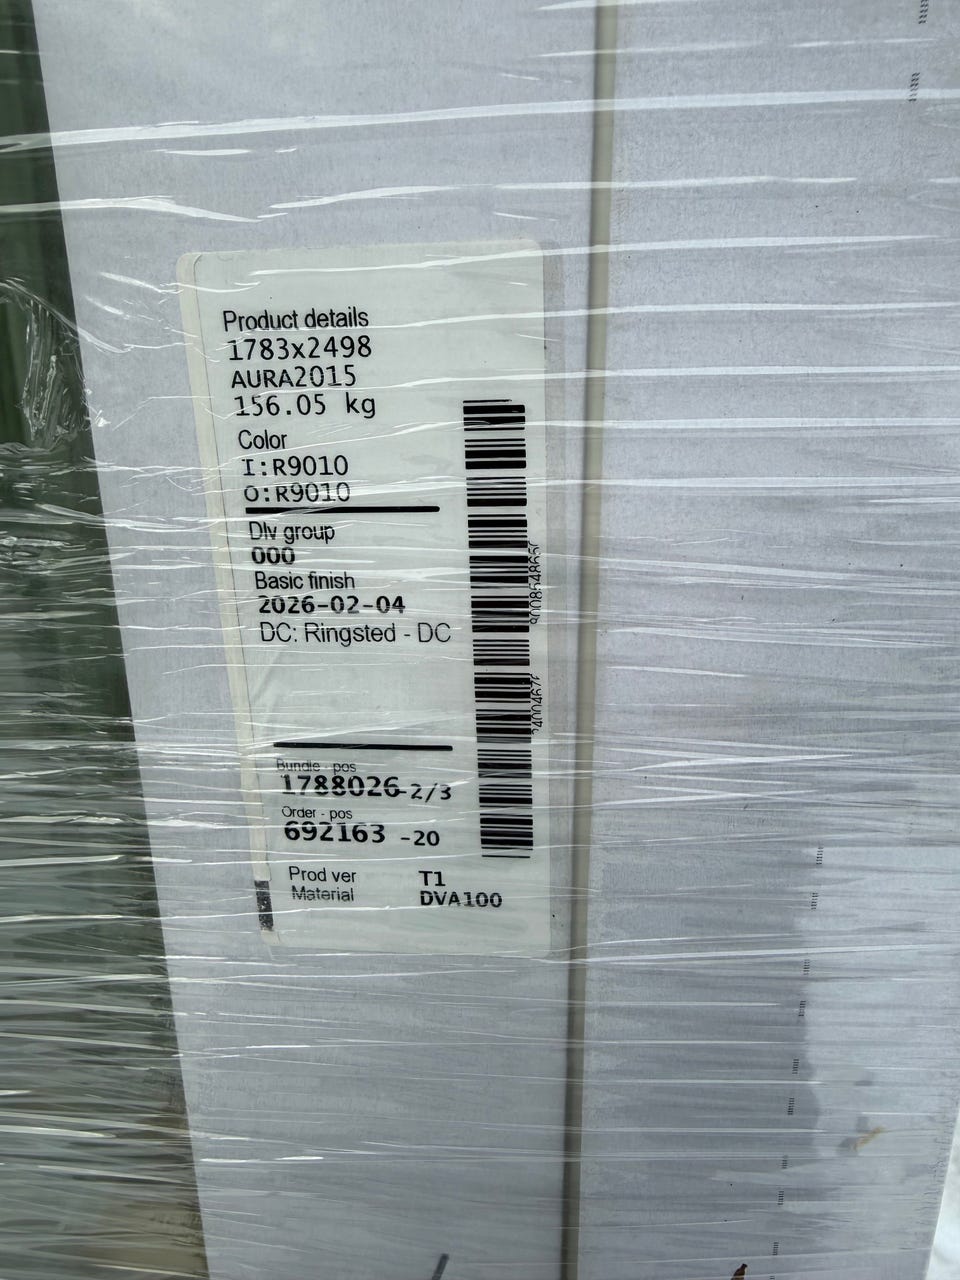 Product details
1783x2498
AURA2015
156.05 kg
Color
I:R9010
O:R9010
Dlv group
000
Basic finish
2026-02-04
DC: Ringsted - DC
Bundle - pos
1788026-2/3
Order - pos
692163 -20
Prod ver T1
Material DVA100